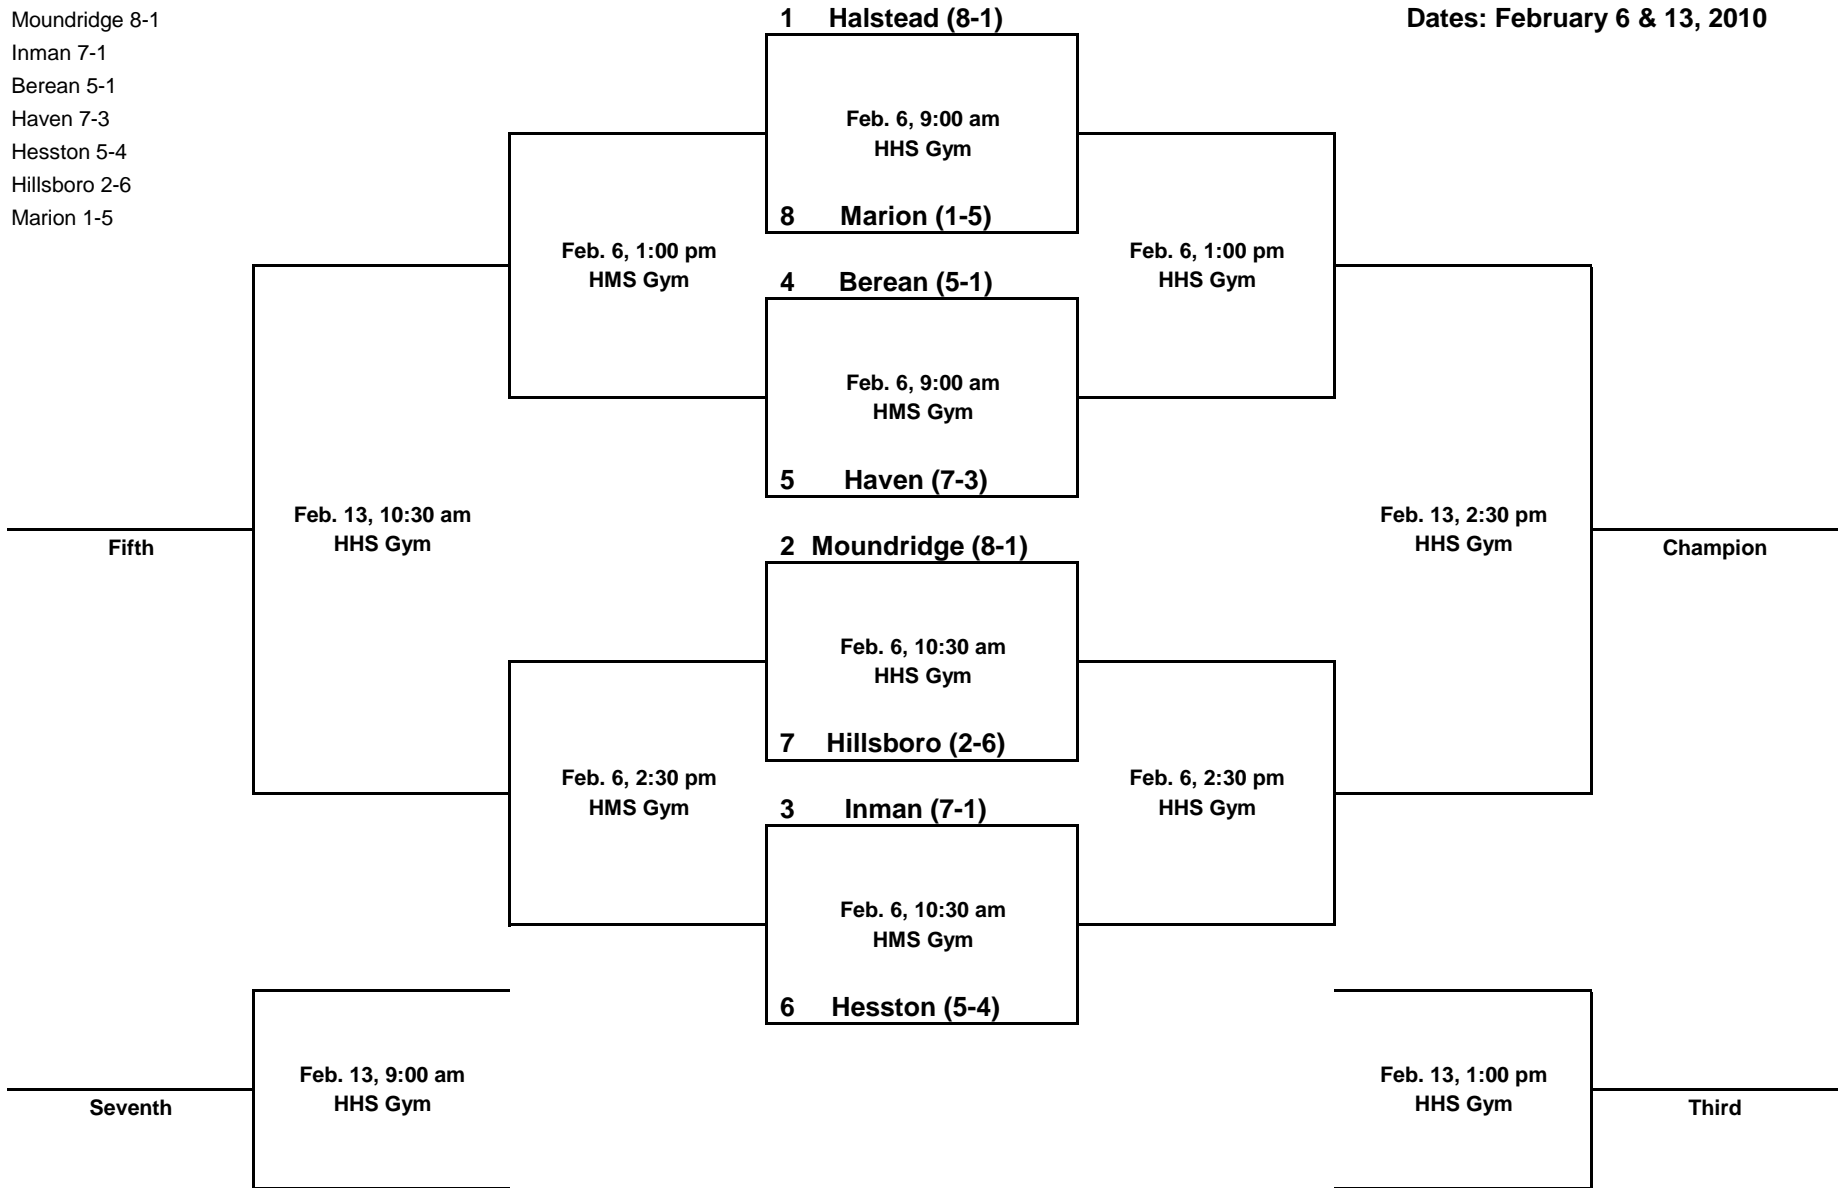 Moundridge 8-1
Inman 7-1
Berean 5-1
Haven 7-3
Hesston 5-4
Hillsboro 2-6
Marion 1-5
1 Halstead (8-1)
Dates: February 6 & 13, 2010
Feb. 6, 9:00 am
HHS Gym
8 Marion (1-5)
Feb. 6, 1:00 pm
HMS Gym
Feb. 6, 1:00 pm
HHS Gym
4 Berean (5-1)
Feb. 6, 9:00 am
HMS Gym
5 Haven (7-3)
Feb. 13, 10:30 am
HHS Gym
Fifth
Feb. 13, 2:30 pm
HHS Gym
Champion
2 Moundridge (8-1)
Feb. 6, 10:30 am
HHS Gym
7 Hillsboro (2-6)
Feb. 6, 2:30 pm
HMS Gym
Feb. 6, 2:30 pm
HHS Gym
3 Inman (7-1)
Feb. 6, 10:30 am
HMS Gym
6 Hesston (5-4)
Feb. 13, 9:00 am
HHS Gym
Seventh
Feb. 13, 1:00 pm
HHS Gym
Third